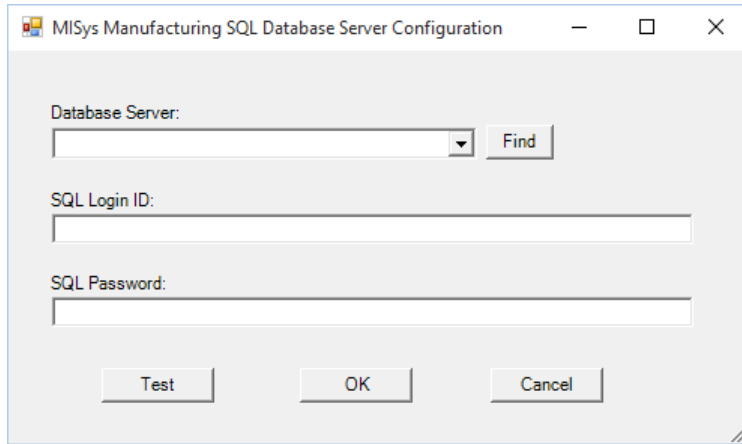 MISys Manufacturing SQL Database Server Configuration
Database Server:
Find
SQL Login ID:
SQL Password:
Test OK Cancel